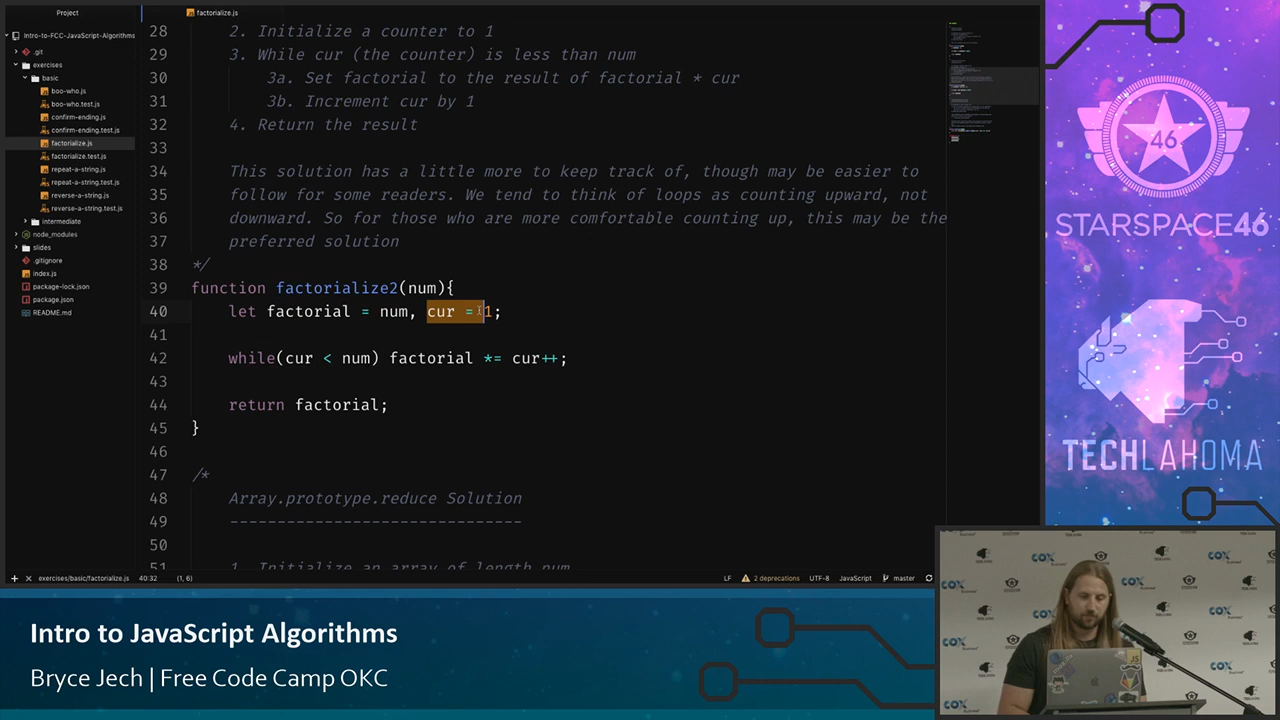 Project
factorialize.js
Intro-to-FCC-JavaScript-Algorithms
.git
exercises
basic
boo-who.js
boo-who.test.js
confirm-ending.js
confirm-ending.test.js
factorialize.js
factorialize.test.js
repeat-a-string.js
repeat-a-string.test.js
reverse-a-string.js
reverse-a-string.test.js
intermediate
node_modules
slides
.gitignore
index.js
package-lock.json
package.json
README.md
28 2. Initialize a counter to 1
29 3. While cur (the counter) is less than num
30 3a. Set factorial to the result of factorial * cur
31 3b. Increment cur by 1
32 4. Return the result
33
34 This solution has a little more to keep track of, though may be easier to
35 follow for some readers. We tend to think of loops as counting upward, not
36 downward. So for those who are more comfortable counting up, this may be the
37 preferred solution
38 */
39 function factorialize2(num){
40 let factorial = num, cur = 1;
41
42 while(cur < num) factorial *= cur++;
43
44 return factorial;
45 }
46
47 /*
48 Array.prototype.reduce Solution
49 -------------------------------
50
51 1. Initialize an array of length num
exercises/basic/factorialize.js 40:32 (1, 6) LF 2 deprecations UTF-8 JavaScript master
46
STARSPACE46
TECHLAHOMA
COX
Intro to JavaScript Algorithms
Bryce Jech | Free Code Camp OKC